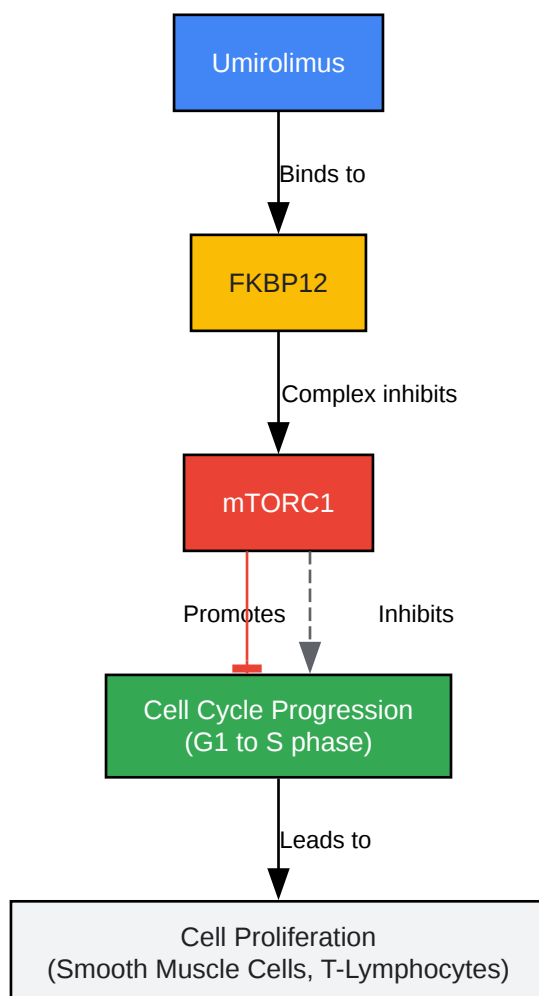 Umirolimus
Binds to
FKBP12
Complex inhibits
mTORC1
Promotes
Inhibits
Cell Cycle Progression
(G1 to S phase)
Leads to
Cell Proliferation
(Smooth Muscle Cells, T-Lymphocytes)